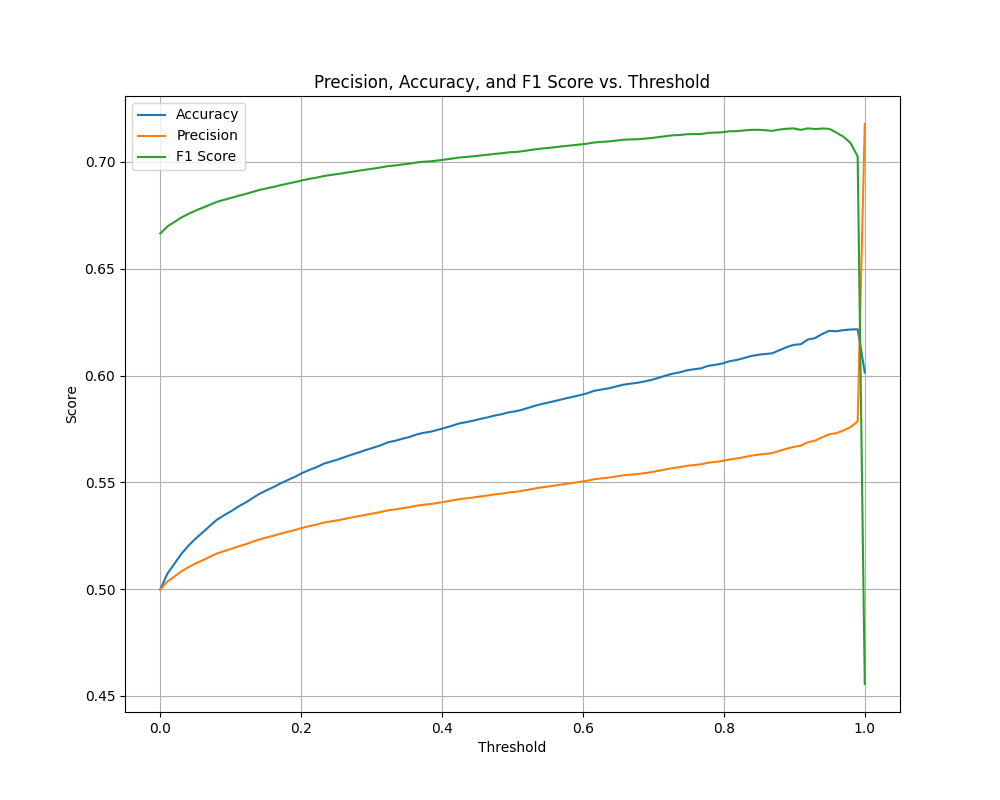 Precision, Accuracy, and F1 Score vs. Threshold
Accuracy
Precision
F1 Score
0.70
0.65
0.60
0.55
0.50
0.45
Score
0.0 0.2 0.4 0.6 0.8 1.0
Threshold